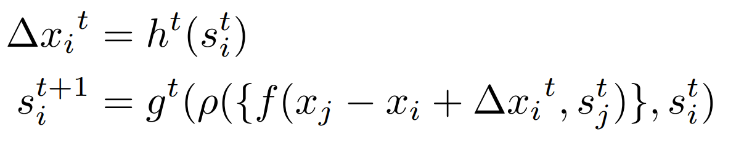 Δx_i^t = h^t(s_i^t)
s_i^{t+1} = g^t(ρ({f(x_j − x_i + Δx_i^t, s_j^t)}, s_i^t)